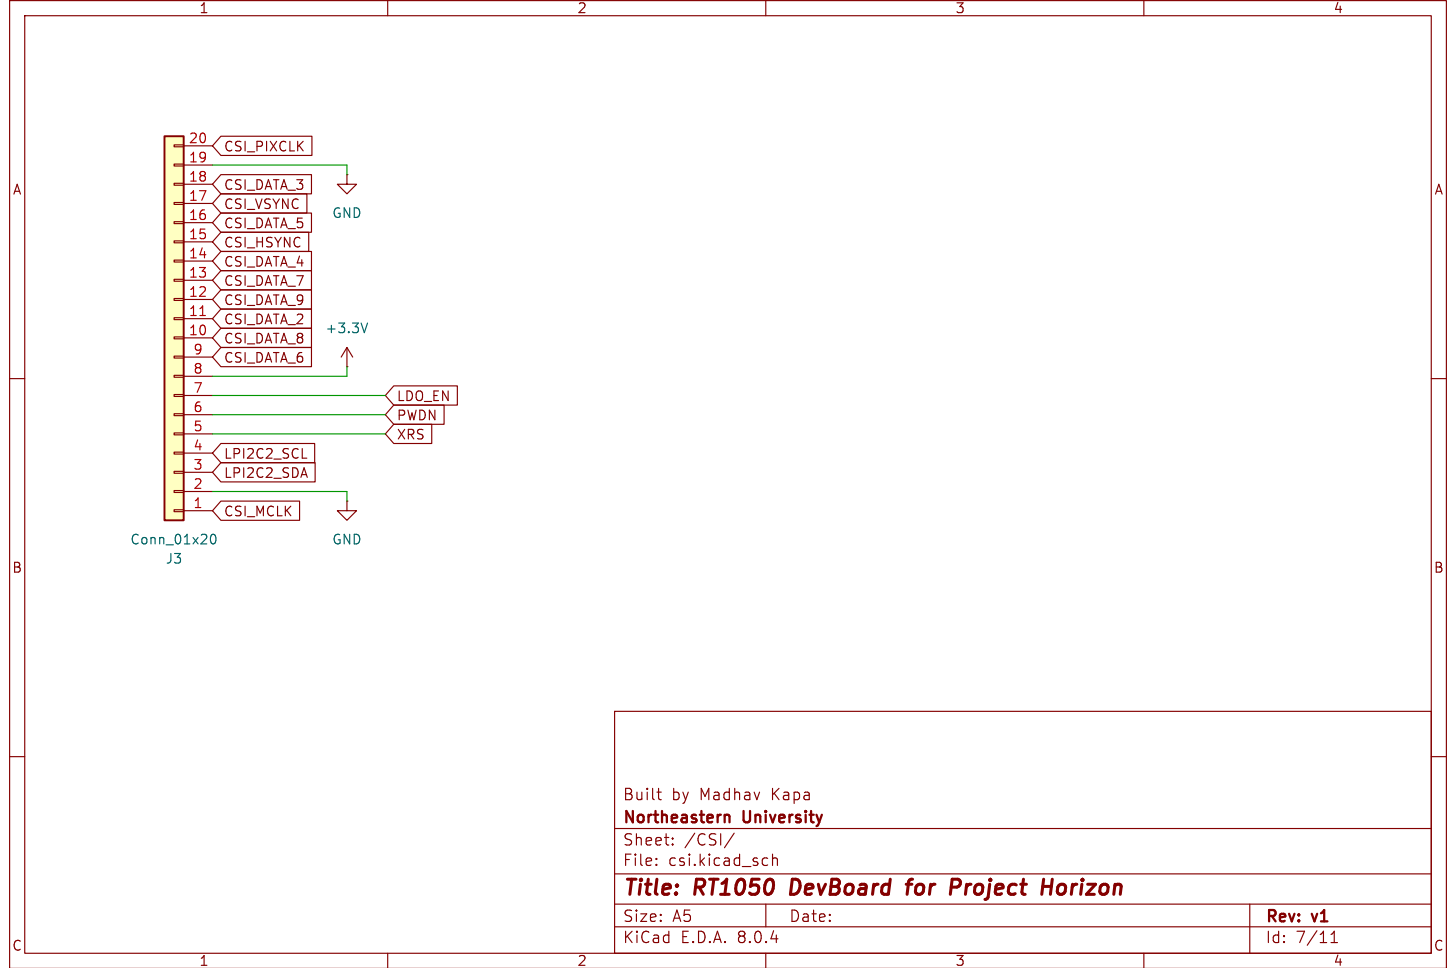 1 2 3 4
A A
20 CSI_PIXCLK
19
18 CSI_DATA_3
17 CSI_VSYNC
GND
16 CSI_DATA_5
15 CSI_HSYNC
14 CSI_DATA_4
13 CSI_DATA_7
12 CSI_DATA_9
11 CSI_DATA_2
+3.3V
10 CSI_DATA_8
9 CSI_DATA_6
8
7 LDO_EN
6 PWDN
5 XRS
4 LPI2C2_SCL
3 LPI2C2_SDA
2
1 CSI_MCLK
Conn_01x20 GND
J3
B B
Built by Madhav Kapa
Northeastern University
Sheet: /CSI/
File: csi.kicad_sch
Title: RT1050 DevBoard for Project Horizon
Size: A5 Date: Rev: v1
KiCad E.D.A. 8.0.4 Id: 7/11
C C
1 2 3 4